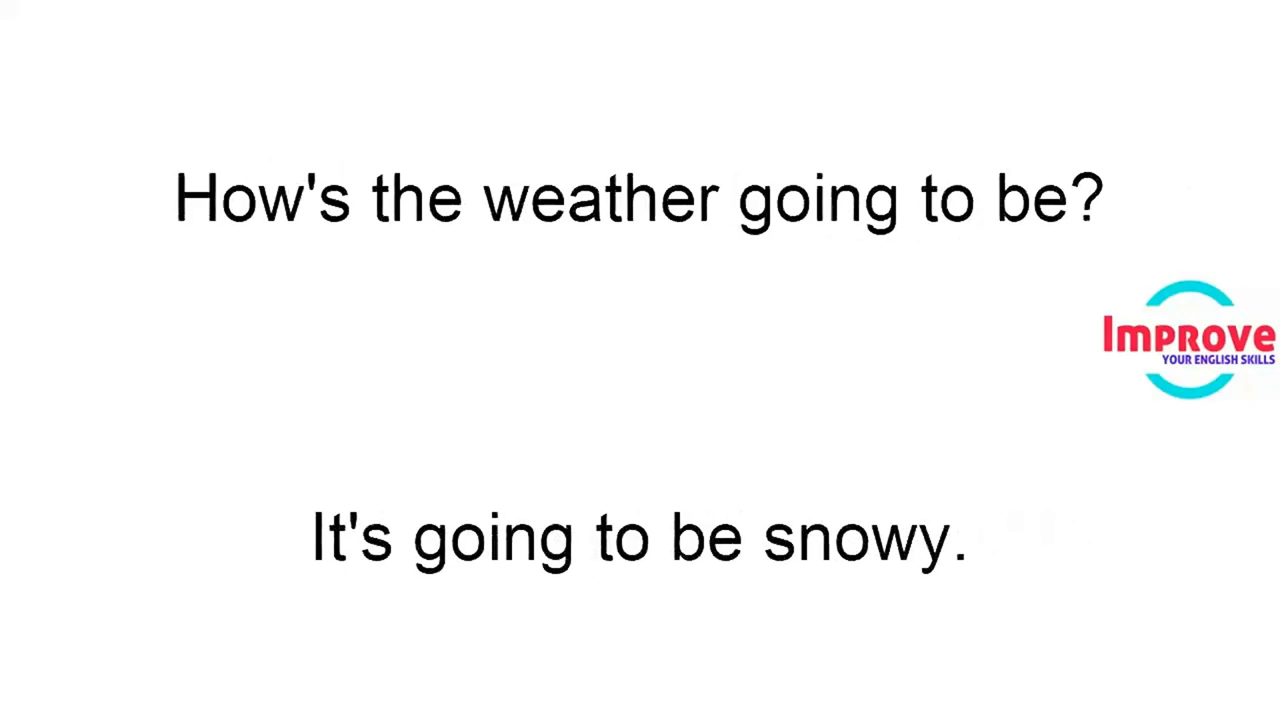 How's the weather going to be?
Improve
YOUR ENGLISH SKILLS
It's going to be snowy.